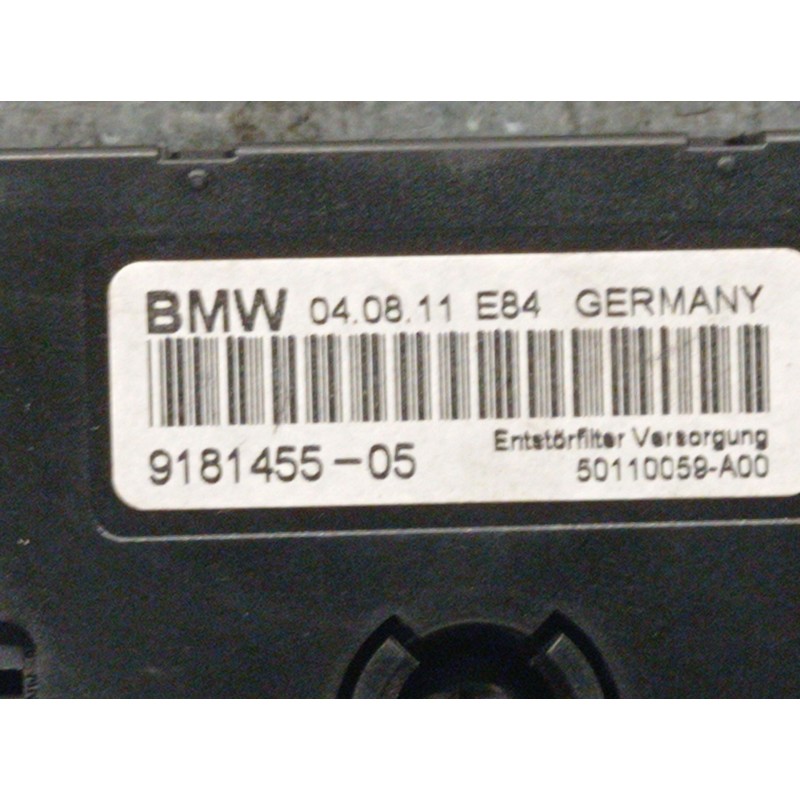 BMW 04.08.11 E84 GERMANY
Entstörfilter Versorgung
9181455-05
50110059-A00